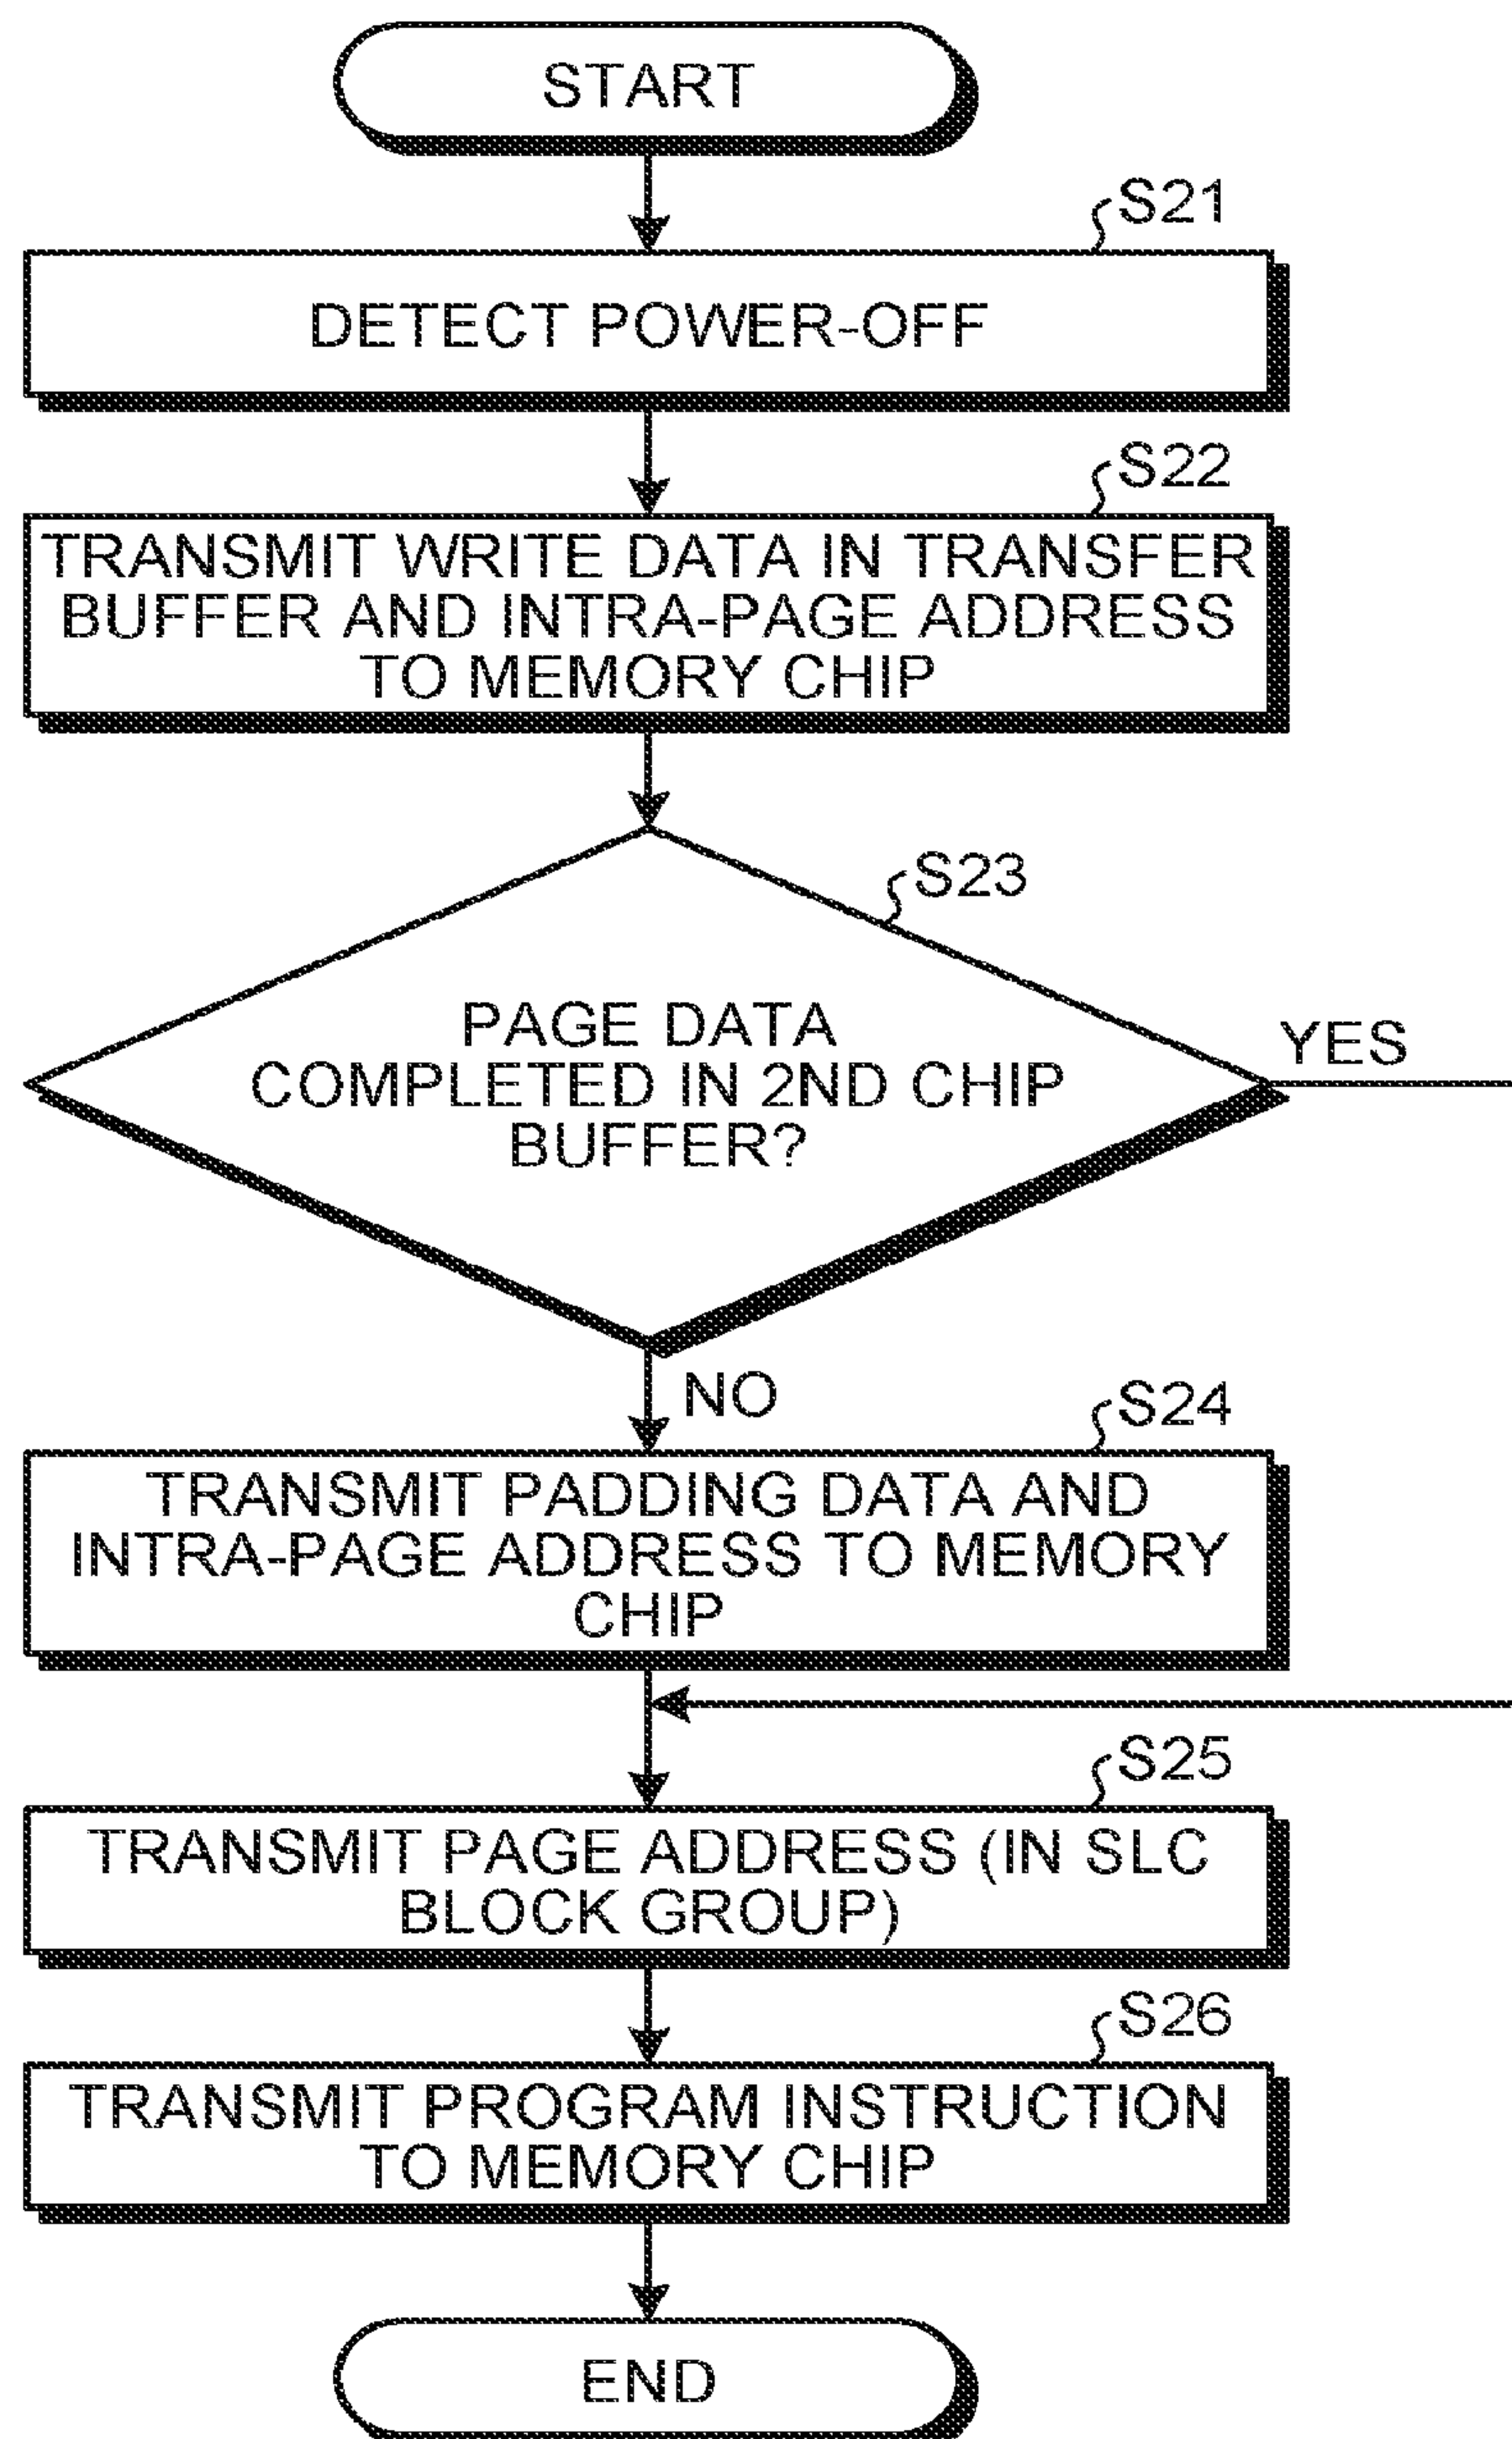 START
S21
DETECT POWER-OFF
S22
TRANSMIT WRITE DATA IN TRANSFER
BUFFER AND INTRA-PAGE ADDRESS
TO MEMORY CHIP
S23
PAGE DATA
COMPLETED IN 2ND CHIP
BUFFER?
YES
NO
S24
TRANSMIT PADDING DATA AND
INTRA-PAGE ADDRESS TO MEMORY
CHIP
S25
TRANSMIT PAGE ADDRESS (IN SLC
BLOCK GROUP)
S26
TRANSMIT PROGRAM INSTRUCTION
TO MEMORY CHIP
END